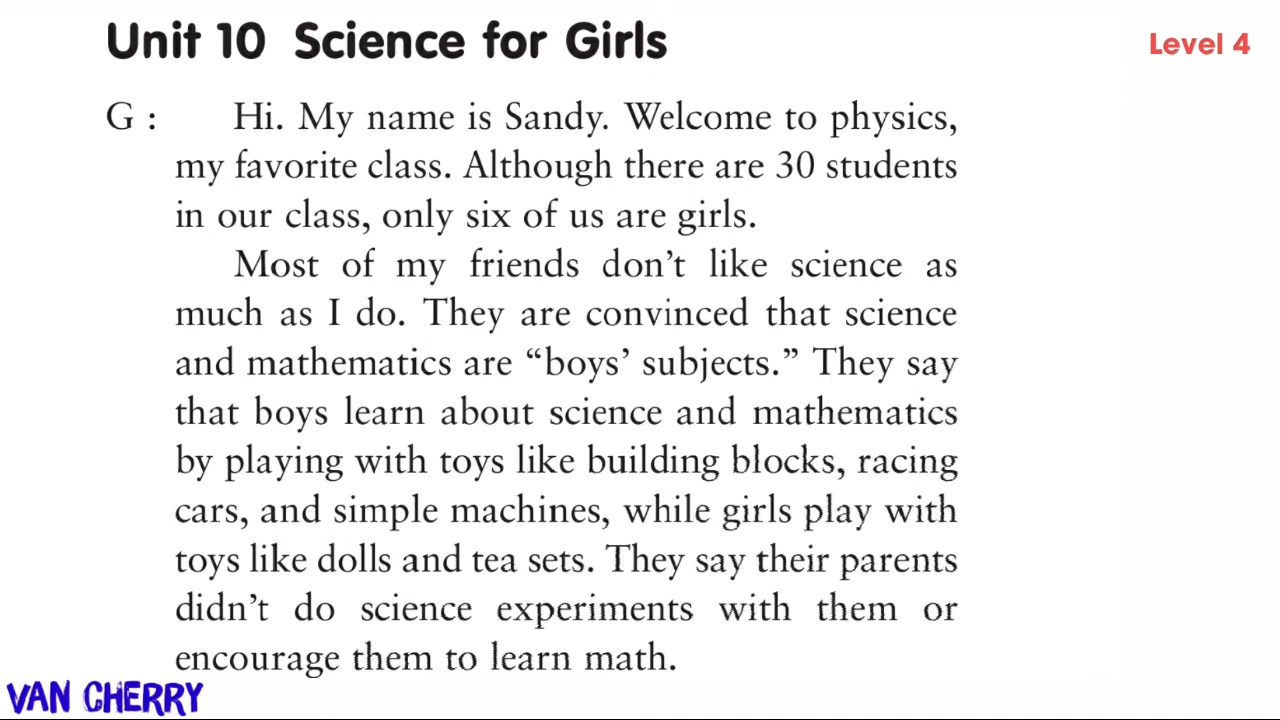 Unit 10 Science for Girls
Level 4
G : Hi. My name is Sandy. Welcome to physics,
my favorite class. Although there are 30 students
in our class, only six of us are girls.
Most of my friends don’t like science as
much as I do. They are convinced that science
and mathematics are “boys’ subjects.” They say
that boys learn about science and mathematics
by playing with toys like building blocks, racing
cars, and simple machines, while girls play with
toys like dolls and tea sets. They say their parents
didn’t do science experiments with them or
encourage them to learn math.
VAN CHERRY